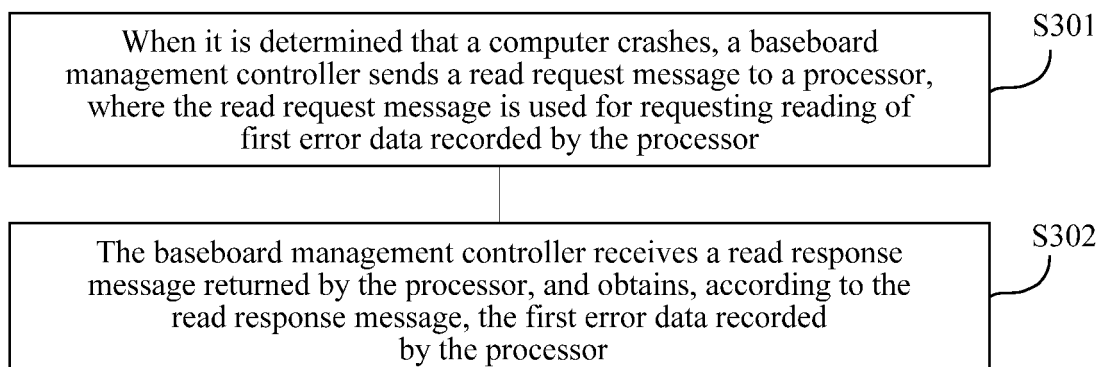 S301
When it is determined that a computer crashes, a baseboard
management controller sends a read request message to a processor,
where the read request message is used for requesting reading of
first error data recorded by the processor
S302
The baseboard management controller receives a read response
message returned by the processor, and obtains, according to the
read response message, the first error data recorded
by the processor